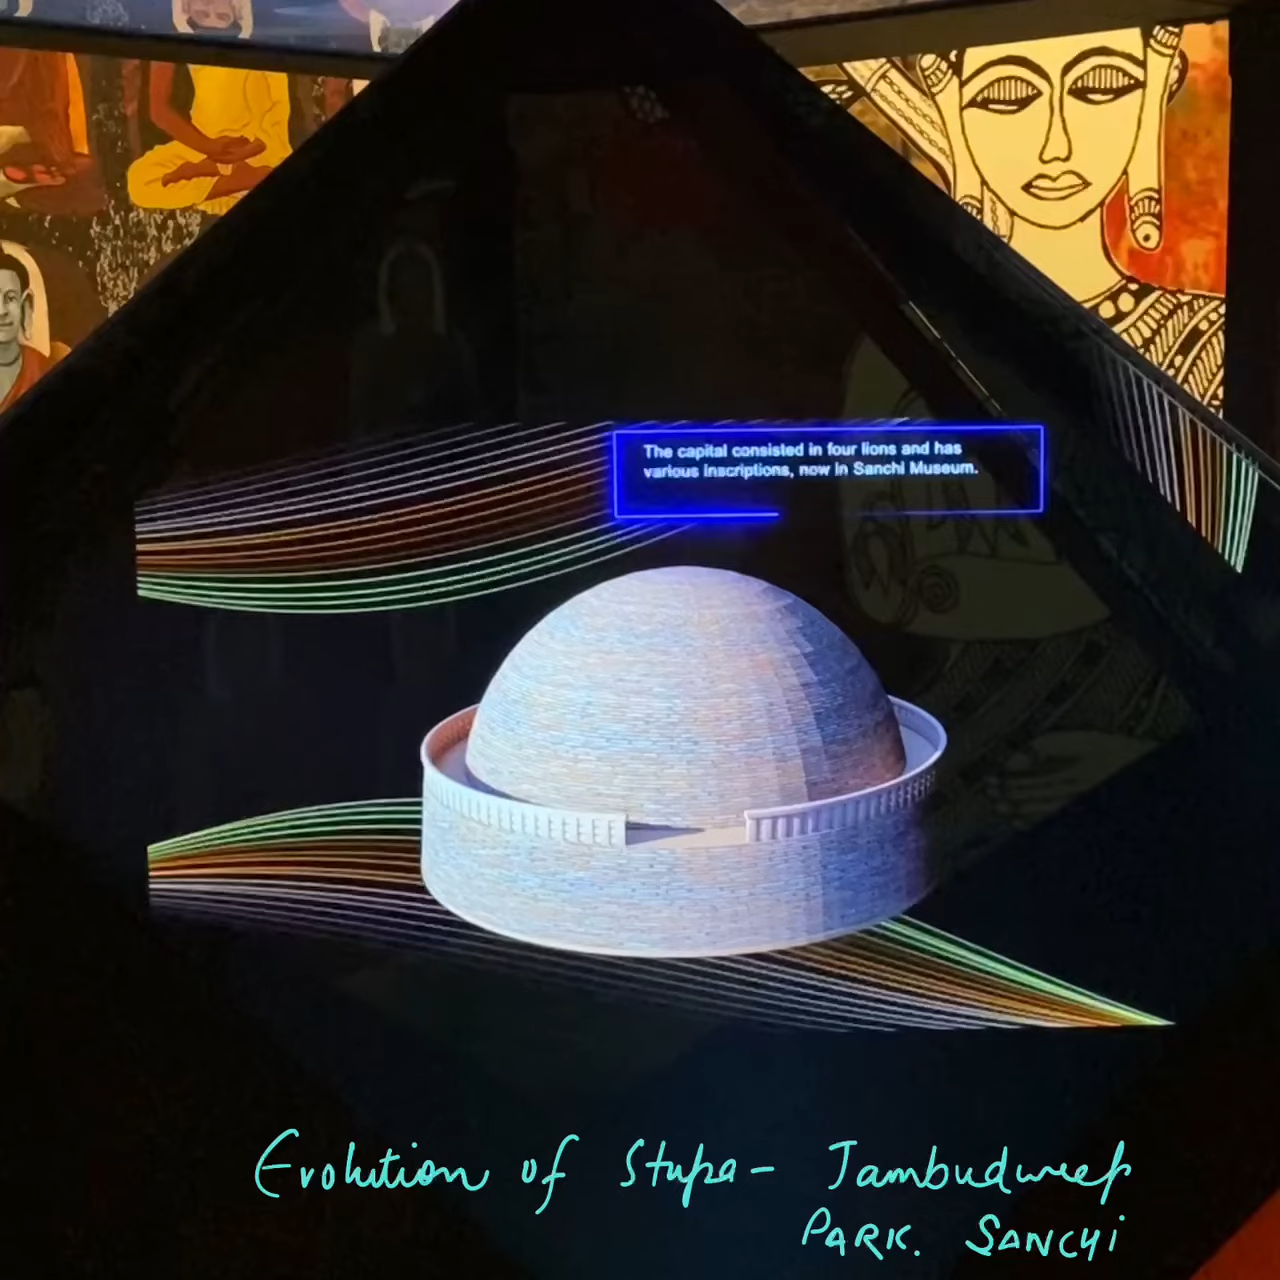 The capital consisted in four lions and has
various inscriptions, now in Sanchi Museum.
Evolution of Stupa - Jambudweep
PARK. SANCHI